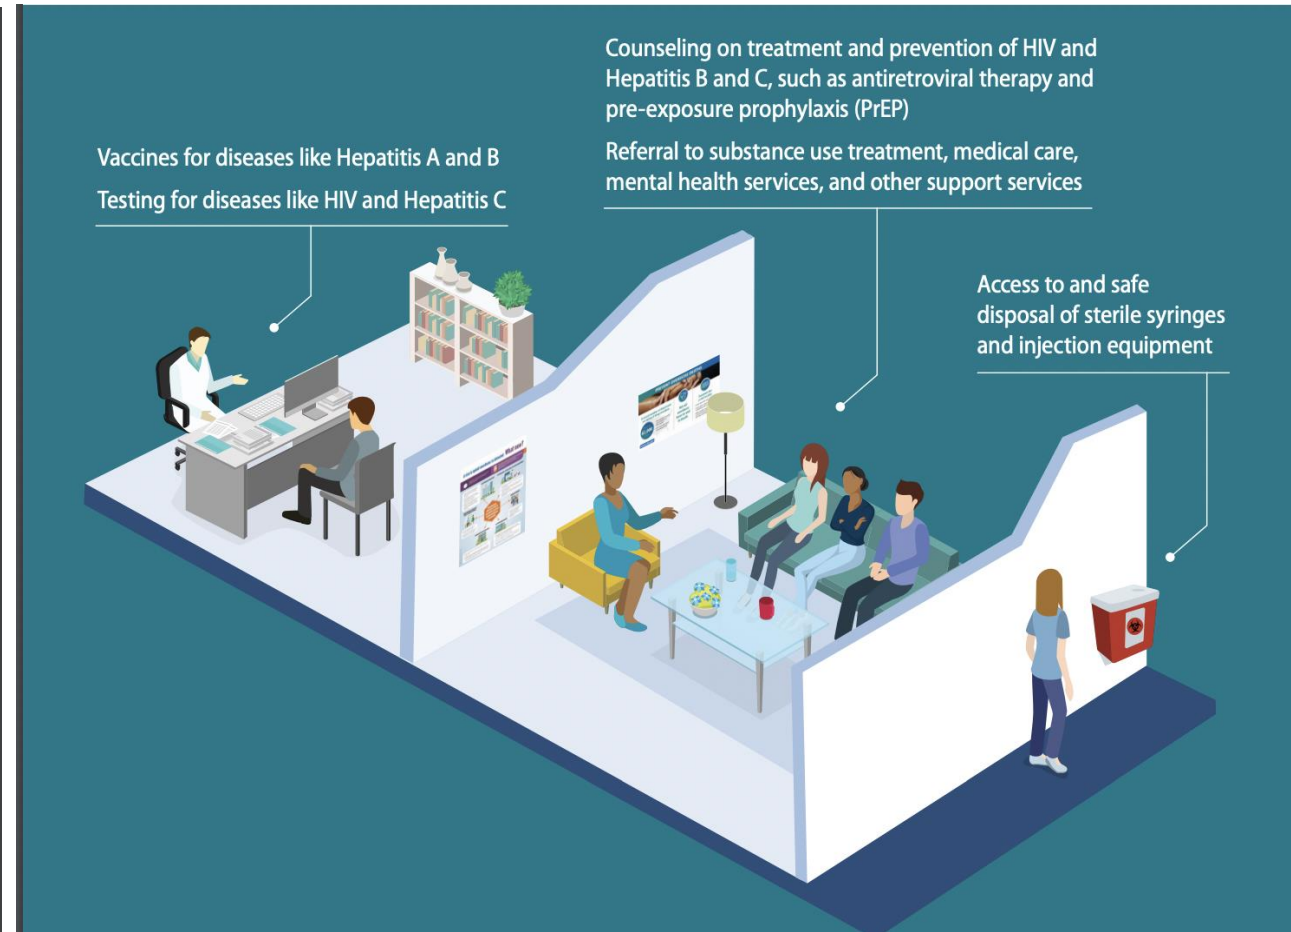 Counseling on treatment and prevention of HIV and
Hepatitis B and C, such as antiretroviral therapy and
pre-exposure prophylaxis (PrEP)
Referral to substance use treatment, medical care,
mental health services, and other support services
Vaccines for diseases like Hepatitis A and B
Testing for diseases like HIV and Hepatitis C
Access to and safe
disposal of sterile syringes
and injection equipment
What now?